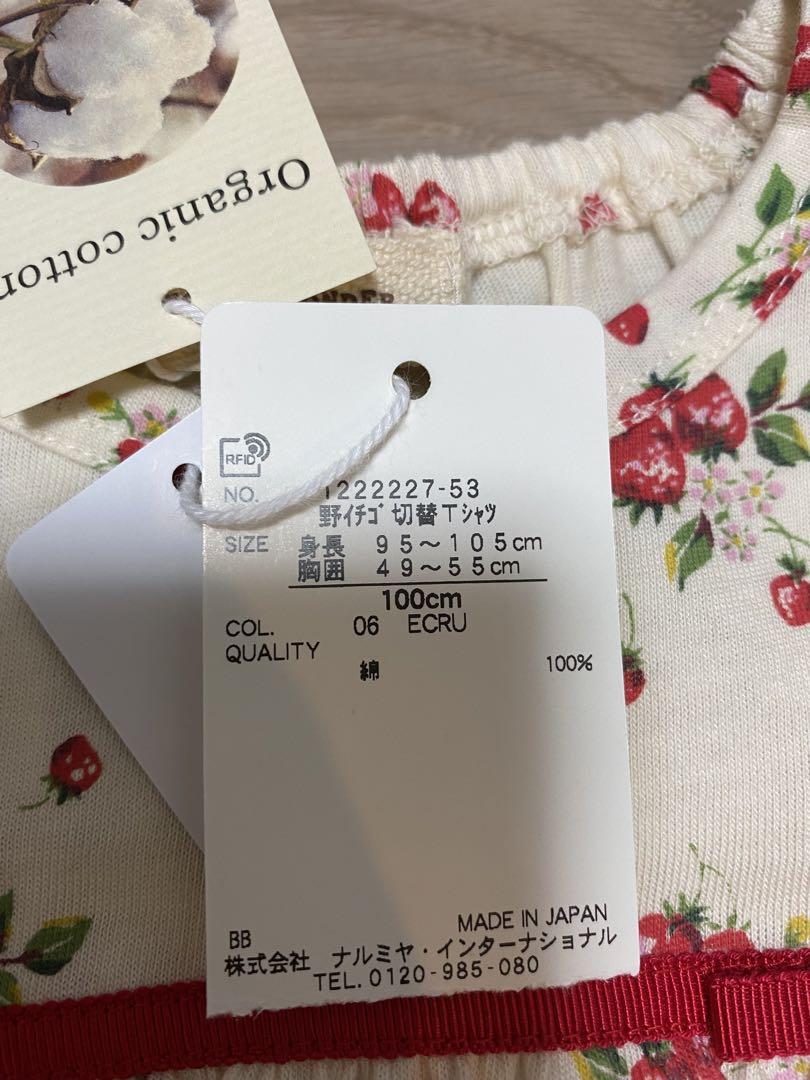 Organic cotton
RFID
NO. 1222227-53
野イチゴ切替Tシャツ
SIZE 身長 95～105cm
胸囲 49～55cm
100cm
COL. 06 ECRU
QUALITY
綿 100%
BB MADE IN JAPAN
株式会社 ナルミヤ・インターナショナル
TEL. 0120-985-080